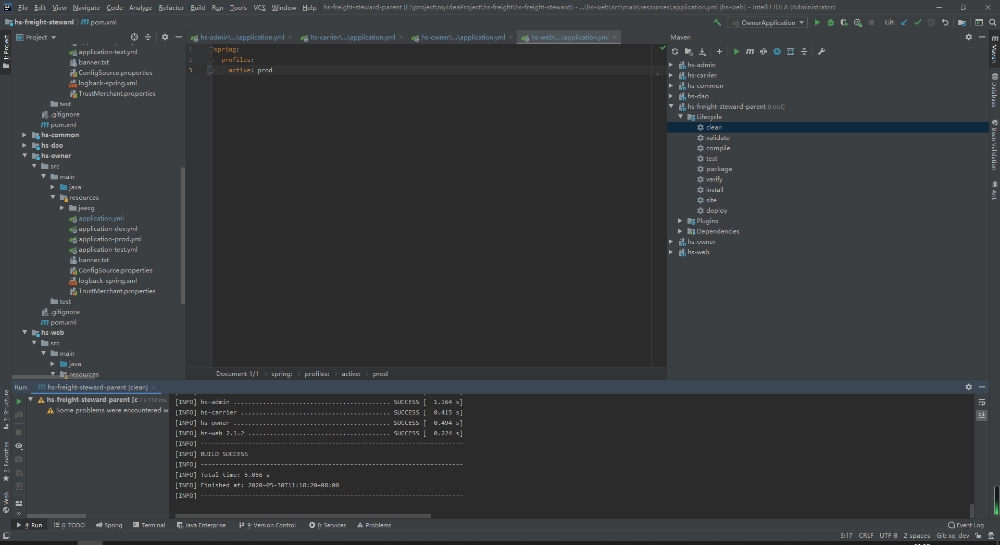 File Edit View Navigate Code Analyze Refactor Build Run Tools VCS Window Help hs-freight-steward-parent [E:\project\myIdeaProject\hs-freight\hs-freight-steward] - ...\hs-web\src\main\resources\application.yml [hs-web] - IntelliJ IDEA (Administrator)
hs-freight-steward pom.xml
OwnerApplication Git:
1: Project
7: Structure
2: Favorites
Web
Project
application-test.yml
banner.txt
ConfigSource.properties
logback-spring.xml
TrustMerchant.properties
test
.gitignore
pom.xml
hs-common
hs-dao
hs-owner
src
main
java
resources
jeecg
application.yml
application-dev.yml
application-prod.yml
application-test.yml
banner.txt
ConfigSource.properties
logback-spring.xml
TrustMerchant.properties
test
.gitignore
pom.xml
hs-web
src
main
java
resources
hs-admin\...\application.yml hs-carrier\...\application.yml hs-owner\...\application.yml hs-web\...\application.yml
1 spring:
2 profiles:
3 active: prod
Document 1/1 spring: profiles: active: prod
Maven
hs-admin
hs-carrier
hs-common
hs-dao
hs-freight-steward-parent (root)
Lifecycle
clean
validate
compile
test
package
verify
install
site
deploy
Plugins
Dependencies
hs-owner
hs-web
Maven
Database
Bean Validation
Ant
Run: hs-freight-steward-parent [clean]
hs-freight-steward-parent [c 7 s 132 ms
Some problems were encountered w
[INFO] hs-admin ........................................... SUCCESS [  1.164 s]
[INFO] hs-carrier ......................................... SUCCESS [  0.415 s]
[INFO] hs-owner ........................................... SUCCESS [  0.494 s]
[INFO] hs-web 2.1.2 ....................................... SUCCESS [  0.224 s]
[INFO] ------------------------------------------------------------------------
[INFO] BUILD SUCCESS
[INFO] ------------------------------------------------------------------------
[INFO] Total time: 5.056 s
[INFO] Finished at: 2020-05-30T11:18:20+08:00
[INFO] ------------------------------------------------------------------------
4: Run 6: TODO Spring Terminal Java Enterprise 9: Version Control 8: Services Problems Event Log
3:17 CRLF UTF-8 2 spaces Git: xq_dev